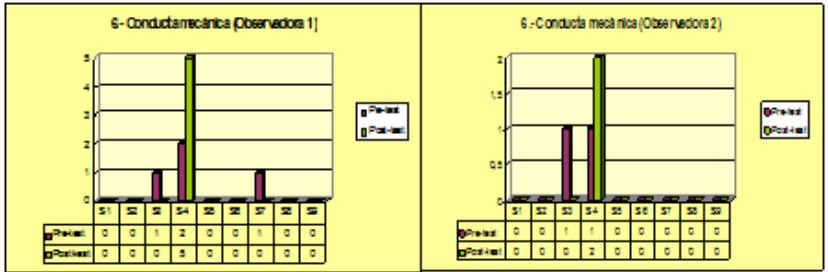 6.- Conducta mecánica (Observadora 1)
5
4
3
2
1
0
S1 S2 S3 S4 S5 S6 S7 S8 S9
Pre-test 0 0 1 2 0 0 1 0 0
Post-test 0 0 0 5 0 0 0 0 0
Pre-test
Post-test
6.- Conducta mecánica (Observadora 2)
2
1,5
1
0,5
0
S1 S2 S3 S4 S5 S6 S7 S8 S9
Pre-test 0 0 1 1 0 0 0 0 0
Post-test 0 0 0 2 0 0 0 0 0
Pre-test
Post-test